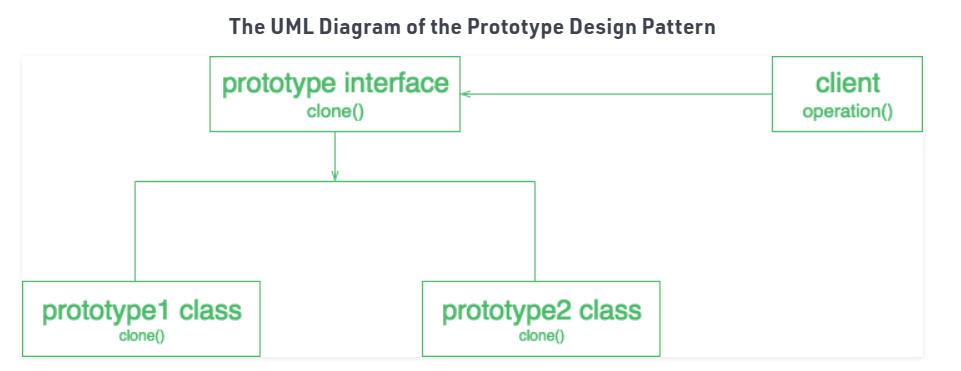 The UML Diagram of the Prototype Design Pattern
prototype interface
clone()
client
operation()
prototype1 class
clone()
prototype2 class
clone()